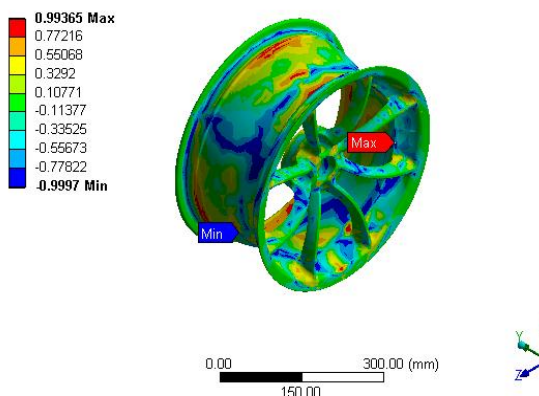 0.99365 Max
0.77216
0.55068
0.3292
0.10771
-0.11377
-0.33525
-0.55673
-0.77822
-0.9997 Min
Max
Min
0.00
300.00 (mm)
150.00
Y
Z